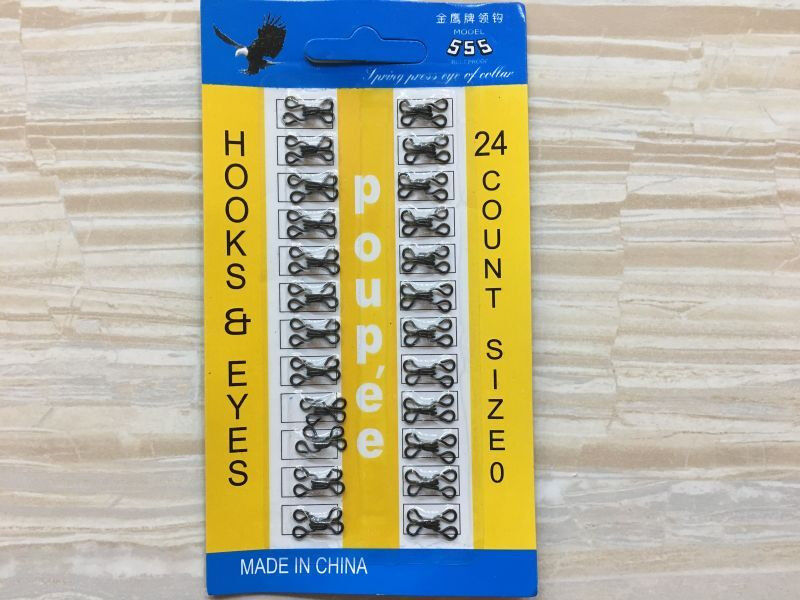 金鹰牌领钩
MODEL
555
RUSTPROOF
Spring press eye of collar
HOOKS & EYES
poupée
24 COUNT SIZE 0
MADE IN CHINA